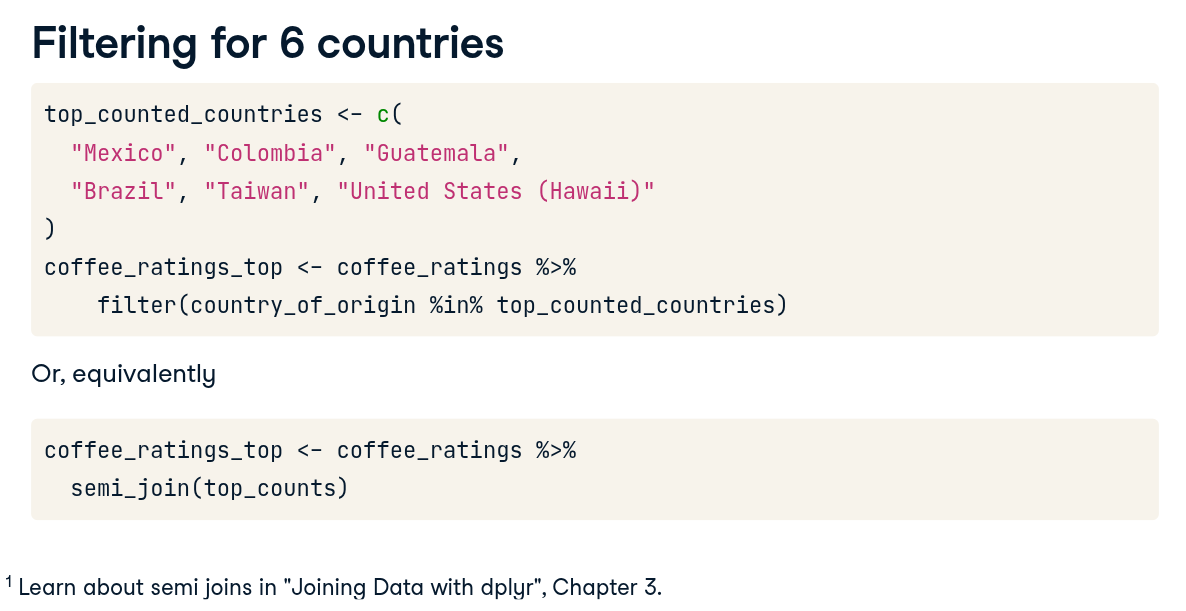 Filtering for 6 countries
top_counted_countries <- c(
  "Mexico", "Colombia", "Guatemala",
  "Brazil", "Taiwan", "United States (Hawaii)"
)
coffee_ratings_top <- coffee_ratings %>%
    filter(country_of_origin %in% top_counted_countries)
Or, equivalently
coffee_ratings_top <- coffee_ratings %>%
  semi_join(top_counts)
1 Learn about semi joins in "Joining Data with dplyr", Chapter 3.